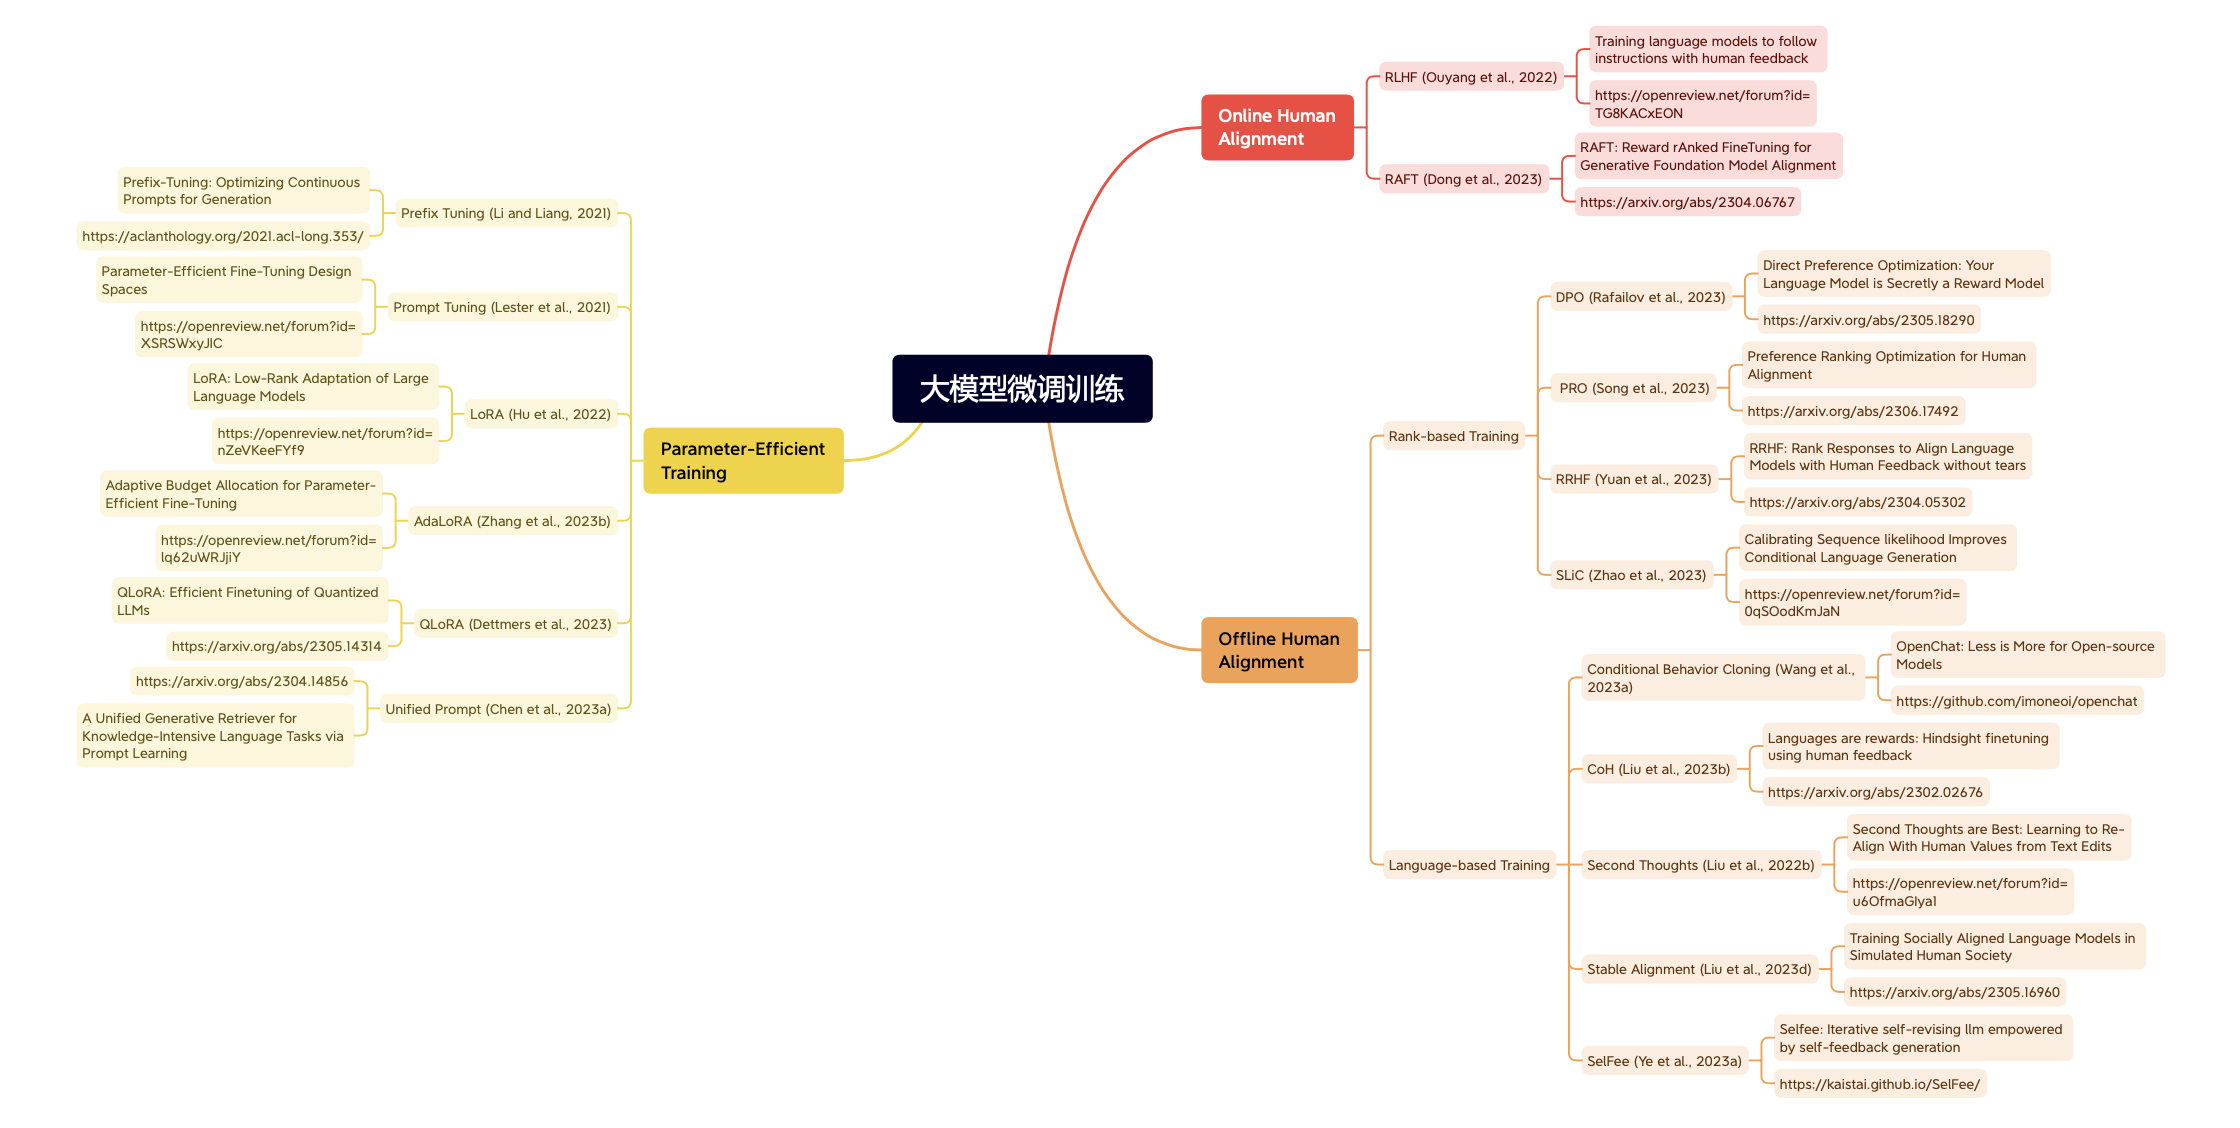 大模型微调训练
Online Human
Alignment
RLHF (Ouyang et al., 2022)
Training language models to follow
instructions with human feedback
https://openreview.net/forum?id=
TG8KACxEON
RAFT (Dong et al., 2023)
RAFT: Reward rAnked FineTuning for
Generative Foundation Model Alignment
https://arxiv.org/abs/2304.06767
Offline Human
Alignment
Rank-based Training
DPO (Rafailov et al., 2023)
Direct Preference Optimization: Your
Language Model is Secretly a Reward Model
https://arxiv.org/abs/2305.18290
PRO (Song et al., 2023)
Preference Ranking Optimization for Human
Alignment
https://arxiv.org/abs/2306.17492
RRHF (Yuan et al., 2023)
RRHF: Rank Responses to Align Language
Models with Human Feedback without tears
https://arxiv.org/abs/2304.05302
SLiC (Zhao et al., 2023)
Calibrating Sequence likelihood Improves
Conditional Language Generation
https://openreview.net/forum?id=
0qSOodKmJaN
Language-based Training
Conditional Behavior Cloning (Wang et al.,
2023a)
OpenChat: Less is More for Open-source
Models
https://github.com/imoneoi/openchat
CoH (Liu et al., 2023b)
Languages are rewards: Hindsight finetuning
using human feedback
https://arxiv.org/abs/2302.02676
Second Thoughts (Liu et al., 2022b)
Second Thoughts are Best: Learning to Re-
Align With Human Values from Text Edits
https://openreview.net/forum?id=
u6OfmaGIya1
Stable Alignment (Liu et al., 2023d)
Training Socially Aligned Language Models in
Simulated Human Society
https://arxiv.org/abs/2305.16960
SelFee (Ye et al., 2023a)
Selfee: Iterative self-revising llm empowered
by self-feedback generation
https://kaistai.github.io/SelFee/
Parameter-Efficient
Training
Prefix Tuning (Li and Liang, 2021)
Prefix-Tuning: Optimizing Continuous
Prompts for Generation
https://aclanthology.org/2021.acl-long.353/
Prompt Tuning (Lester et al., 2021)
Parameter-Efficient Fine-Tuning Design
Spaces
https://openreview.net/forum?id=
XSRSWxyJIC
LoRA (Hu et al., 2022)
LoRA: Low-Rank Adaptation of Large
Language Models
https://openreview.net/forum?id=
nZeVKeeFYf9
AdaLoRA (Zhang et al., 2023b)
Adaptive Budget Allocation for Parameter-
Efficient Fine-Tuning
https://openreview.net/forum?id=
lq62uWRJjiY
QLoRA (Dettmers et al., 2023)
QLoRA: Efficient Finetuning of Quantized
LLMs
https://arxiv.org/abs/2305.14314
Unified Prompt (Chen et al., 2023a)
https://arxiv.org/abs/2304.14856
A Unified Generative Retriever for
Knowledge-Intensive Language Tasks via
Prompt Learning